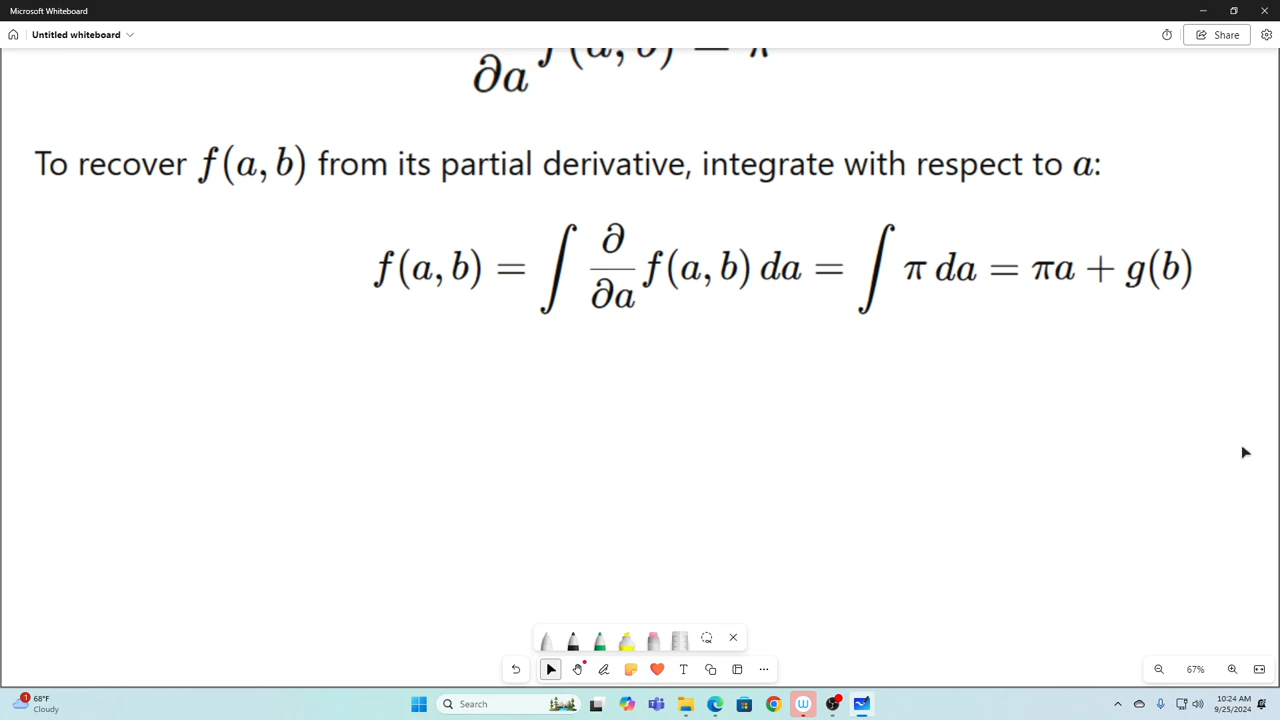 Microsoft Whiteboard
Untitled whiteboard
Share
∂a f(a, b) = π
To recover f(a, b) from its partial derivative, integrate with respect to a:
f(a, b) = ∫ ∂/∂a f(a, b) da = ∫ π da = πa + g(b)
67%
1
68°F
Cloudy
Search
10:24 AM
9/25/2024